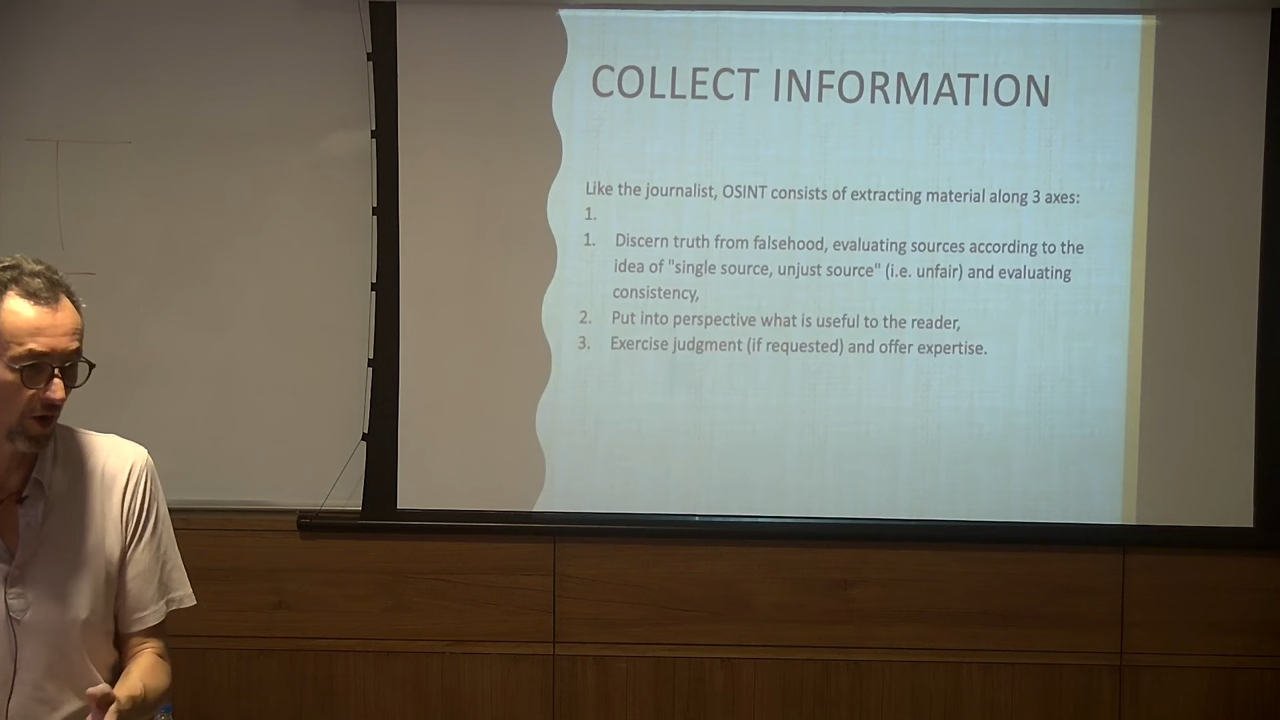 COLLECT INFORMATION
Like the journalist, OSINT consists of extracting material along 3 axes:
1.
1. Discern truth from falsehood, evaluating sources according to the
idea of "single source, unjust source" (i.e. unfair) and evaluating
consistency,
2. Put into perspective what is useful to the reader,
3. Exercise judgment (if requested) and offer expertise.